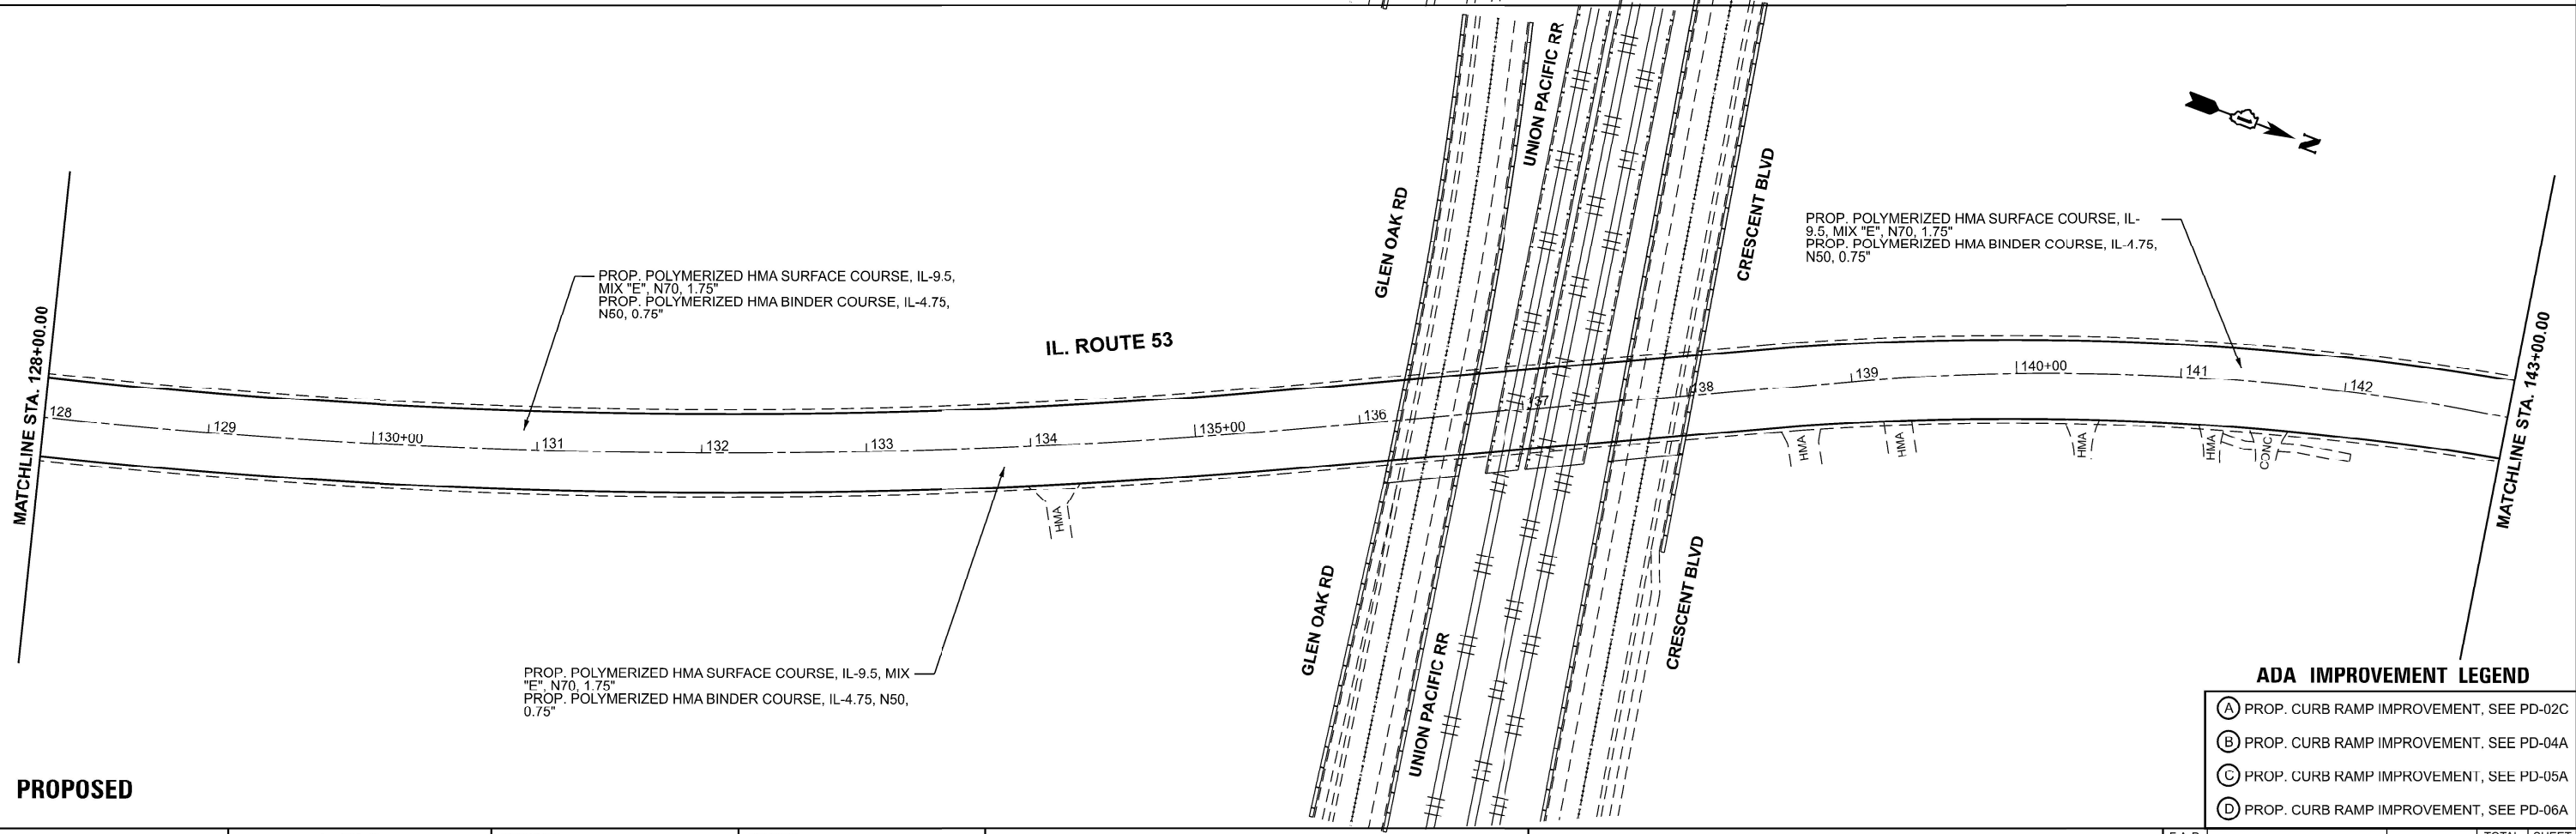 UNION PACIFIC RR
GLEN OAK RD
CRESCENT BLVD
N
PROP. POLYMERIZED HMA SURFACE COURSE, IL-
9.5, MIX "E", N70, 1.75"
PROP. POLYMERIZED HMA BINDER COURSE, IL-4.75,
N50, 0.75"
PROP. POLYMERIZED HMA SURFACE COURSE, IL-9.5,
MIX "E", N70, 1.75"
PROP. POLYMERIZED HMA BINDER COURSE, IL-4.75,
N50, 0.75"
MATCHLINE STA. 128+00.00
IL. ROUTE 53
MATCHLINE STA. 143+00.00
128
129
130+00
131
132
133
134
135+00
136
137
138
139
140+00
141
142
HMA
HMA
HMA
HMA
HMA
CONC
GLEN OAK RD
UNION PACIFIC RR
CRESCENT BLVD
PROP. POLYMERIZED HMA SURFACE COURSE, IL-9.5, MIX
"E", N70, 1.75"
PROP. POLYMERIZED HMA BINDER COURSE, IL-4.75, N50,
0.75"
ADA IMPROVEMENT LEGEND
A PROP. CURB RAMP IMPROVEMENT, SEE PD-02C
B PROP. CURB RAMP IMPROVEMENT, SEE PD-04A
C PROP. CURB RAMP IMPROVEMENT, SEE PD-05A
D PROP. CURB RAMP IMPROVEMENT, SEE PD-06A
PROPOSED